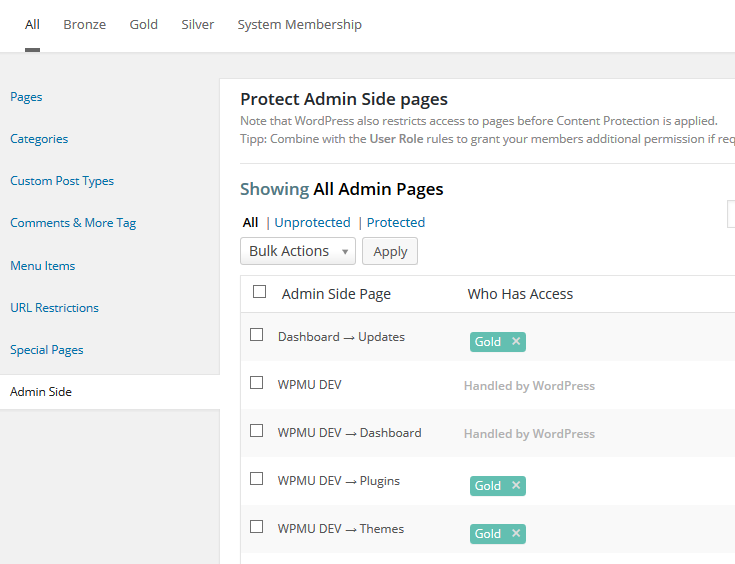 All Bronze Gold Silver System Membership
Pages
Categories
Custom Post Types
Comments & More Tag
Menu Items
URL Restrictions
Special Pages
Admin Side
Protect Admin Side pages
Note that WordPress also restricts access to pages before Content Protection is applied.
Tipp: Combine with the User Role rules to grant your members additional permission if req
Showing All Admin Pages
All | Unprotected | Protected
Bulk Actions ▾ Apply
Admin Side Page Who Has Access
Dashboard → Updates Gold ×
WPMU DEV Handled by WordPress
WPMU DEV → Dashboard Handled by WordPress
WPMU DEV → Plugins Gold ×
WPMU DEV → Themes Gold ×